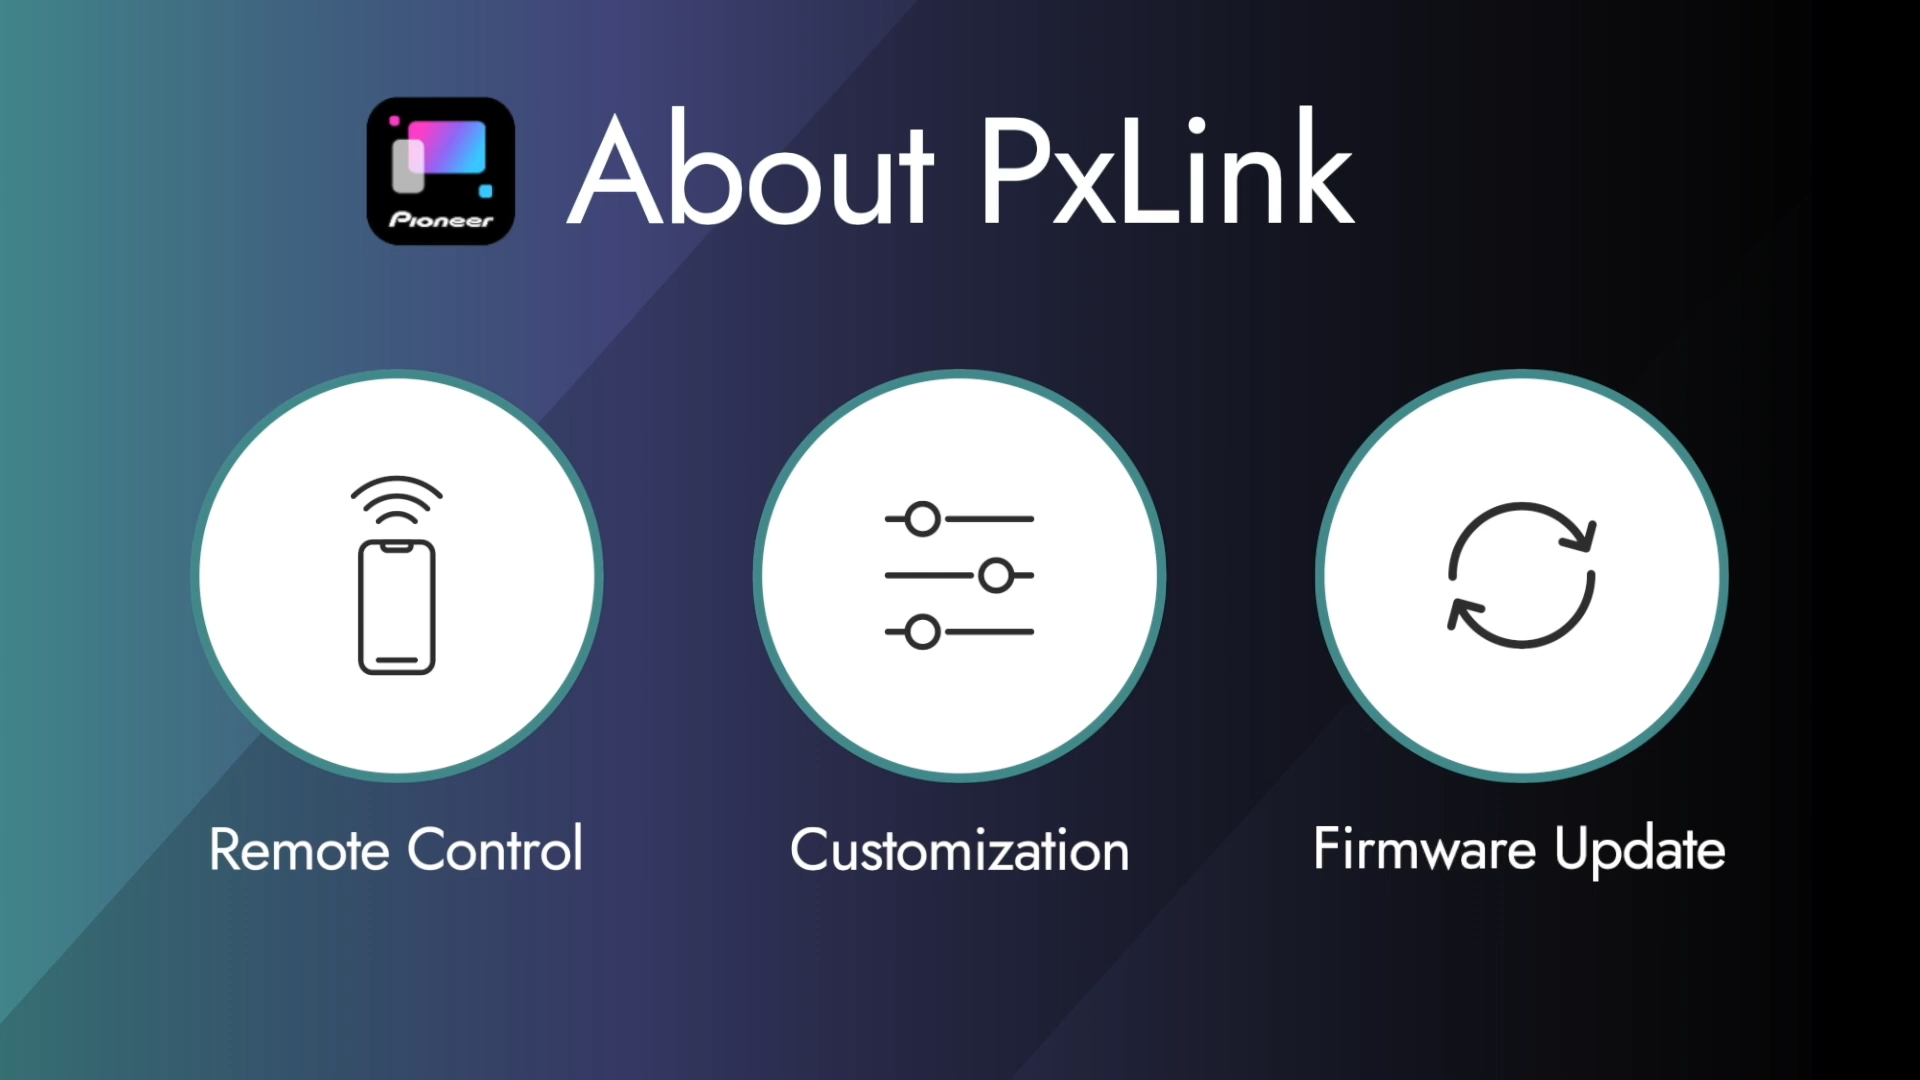 Pioneer
About PxLink
Remote Control
Customization
Firmware Update